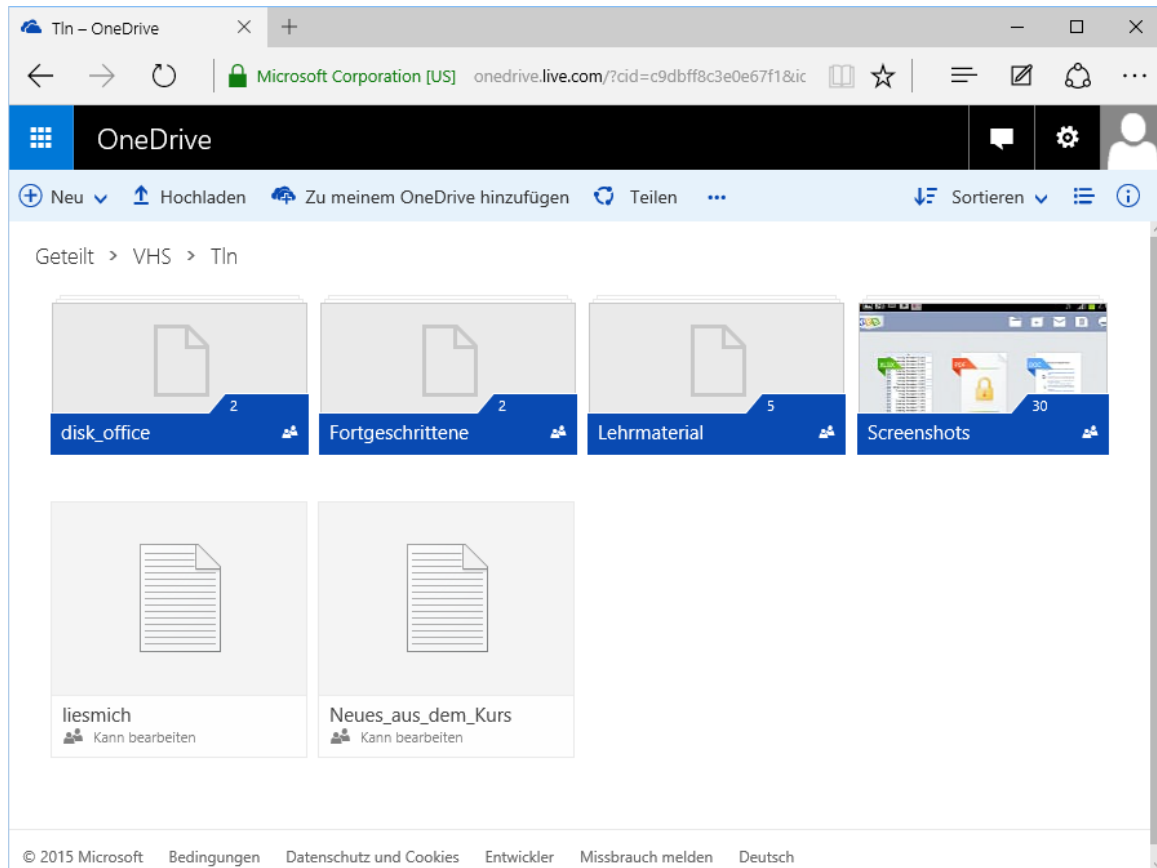 Tln – OneDrive
Microsoft Corporation [US] onedrive.live.com/?cid=c9dbff8c3e0e67f1&ic
OneDrive
Neu Hochladen Zu meinem OneDrive hinzufügen Teilen Sortieren
Geteilt > VHS > Tln
2 2 5 30
disk_office Fortgeschrittene Lehrmaterial Screenshots
liesmich Neues_aus_dem_Kurs
Kann bearbeiten Kann bearbeiten
© 2015 Microsoft Bedingungen Datenschutz und Cookies Entwickler Missbrauch melden Deutsch